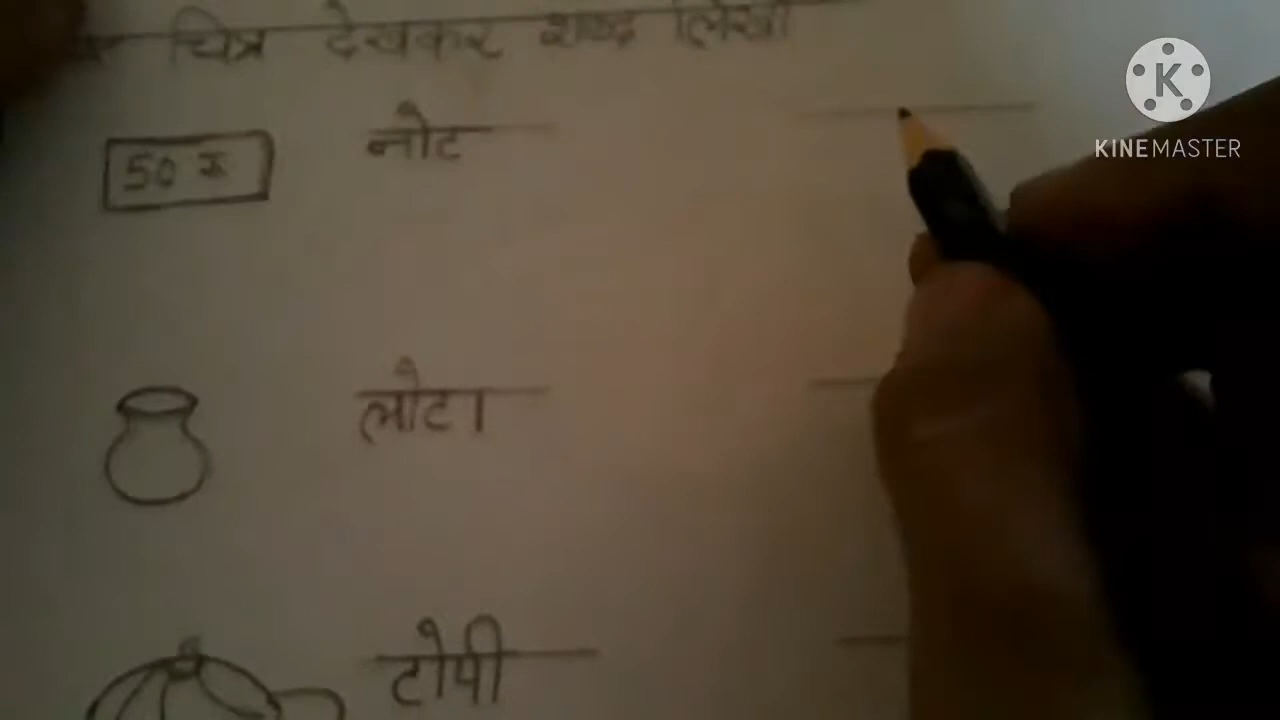 चित्र देखकर शब्द लिखो
50 रु
नोट
लोटा
टोपी
KINEMASTER